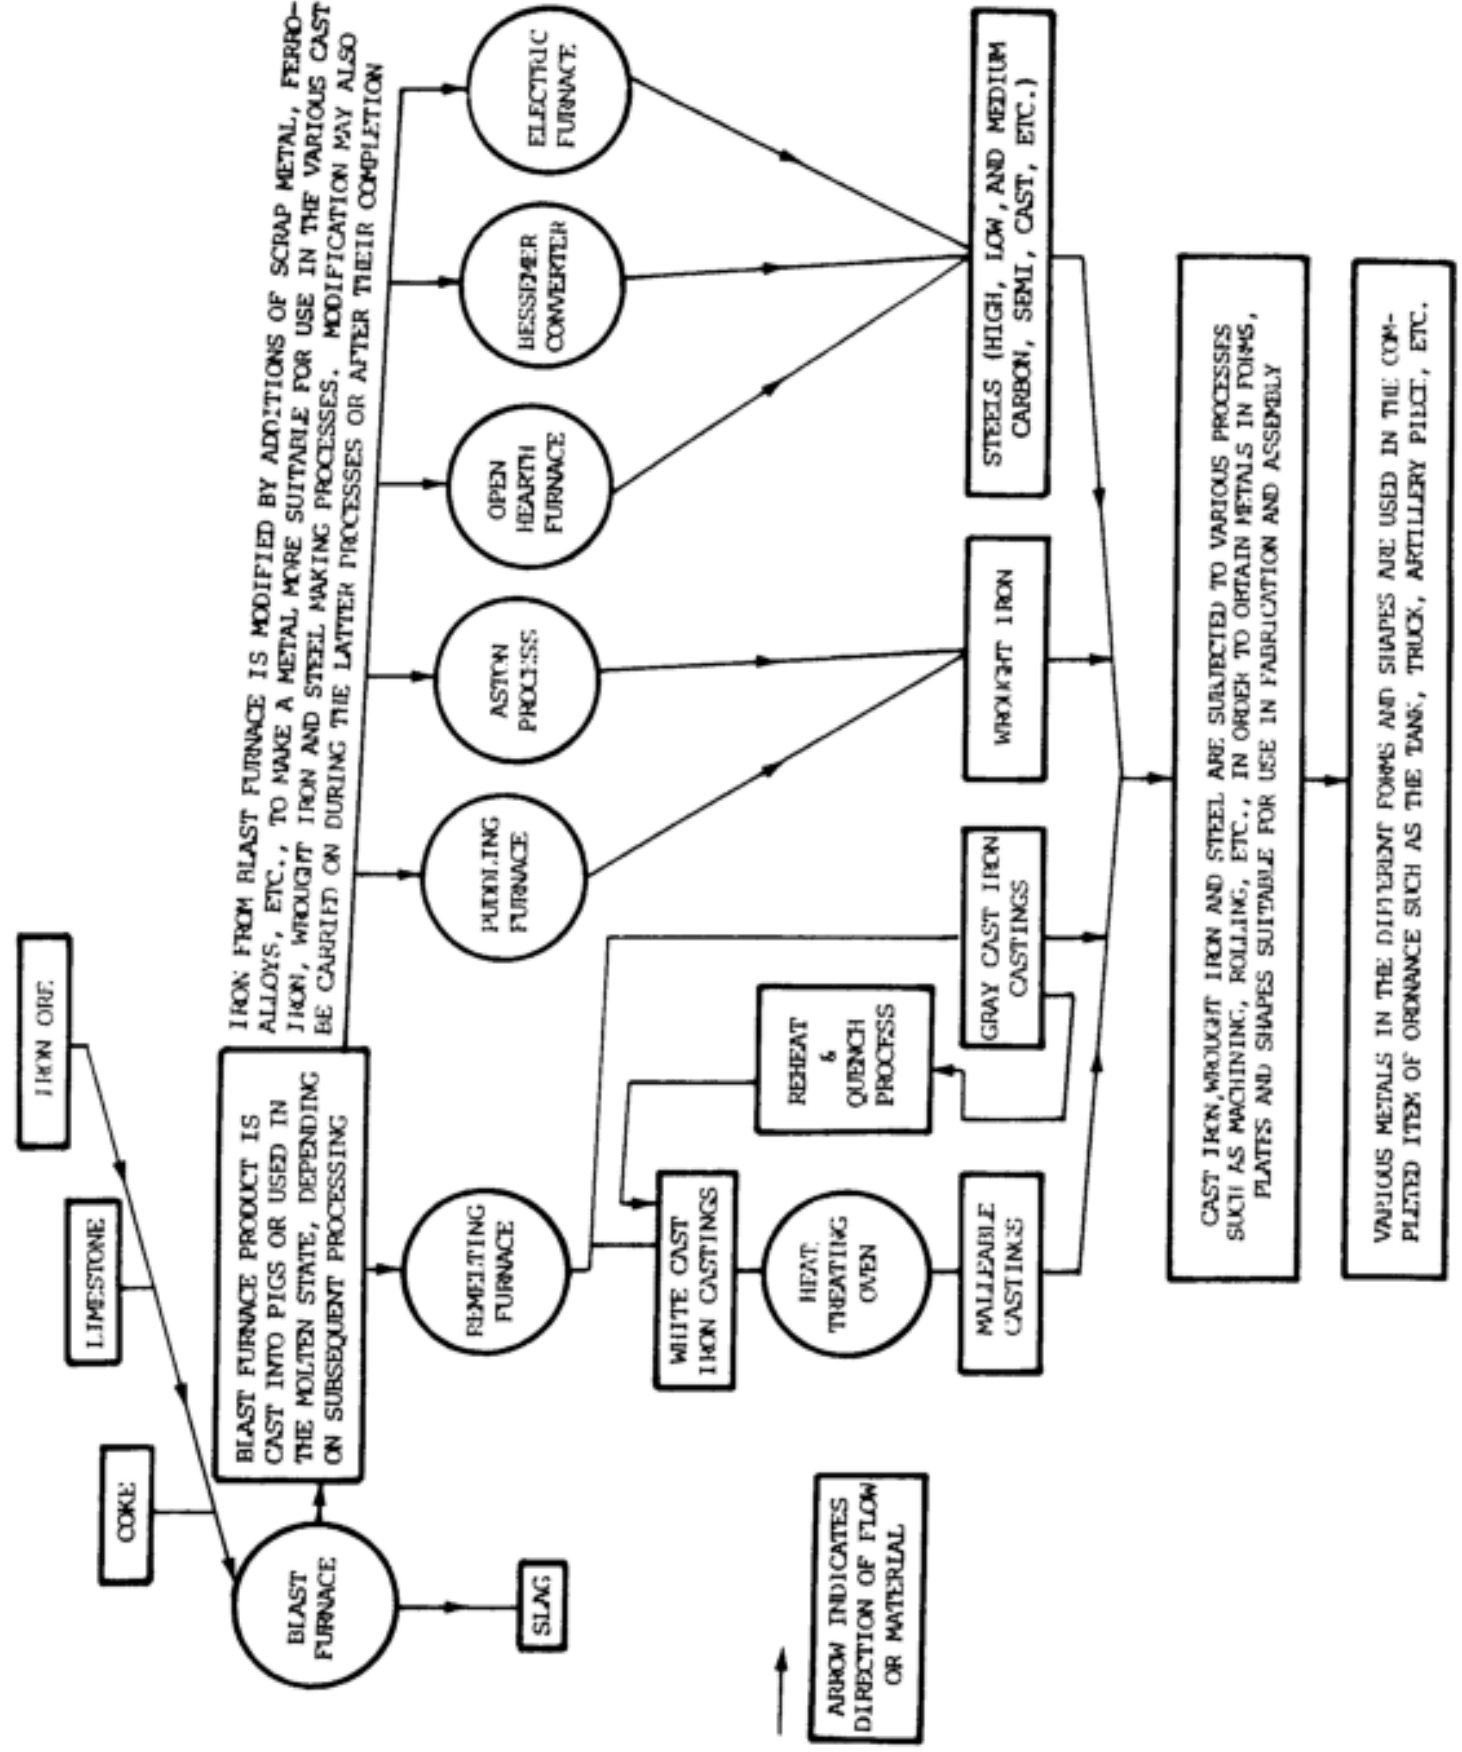 IRON ORE
LIMESTONE
COKE
BLAST
FURNACE
SLAG
BLAST FURNACE PRODUCT IS
CAST INTO PIGS OR USED IN
THE MOLTEN STATE, DEPENDING
ON SUBSEQUENT PROCESSING
IRON FROM BLAST FURNACE IS MODIFIED BY ADDITIONS OF SCRAP METAL, FERRO-
ALLOYS, ETC., TO MAKE A METAL MORE SUITABLE FOR USE IN THE VARIOUS CAST
IRON, WROUGHT IRON AND STEEL MAKING PROCESSES. MODIFICATION MAY ALSO
BE CARRIED ON DURING THE LATTER PROCESSES OR AFTER THEIR COMPLETION
REMELTING
FURNACE
PUDDLING
FURNACE
ASTON
PROCESS
OPEN
HEARTH
FURNACE
BESSEMER
CONVERTER
ELECTRIC
FURNACE
WHITE CAST
IRON CASTINGS
REHEAT
&
QUENCH
PROCESS
HEAT
TREATING
OVEN
MALLEABLE
CASTINGS
GRAY CAST IRON
CASTINGS
WROUGHT IRON
STEELS (HIGH, LOW, AND MEDIUM
CARBON, SEMI, CAST, ETC.)
ARROW INDICATES
DIRECTION OF FLOW
OR MATERIAL
CAST IRON, WROUGHT IRON AND STEEL ARE SUBJECTED TO VARIOUS PROCESSES
SUCH AS MACHINING, ROLLING, ETC., IN ORDER TO OBTAIN METALS IN FORMS,
PLATES AND SHAPES SUITABLE FOR USE IN FABRICATION AND ASSEMBLY
VARIOUS METALS IN THE DIFFERENT FORMS AND SHAPES ARE USED IN THE COM-
PLETED ITEM OF ORDNANCE SUCH AS THE TANK, TRUCK, ARTILLERY PIECE, ETC.